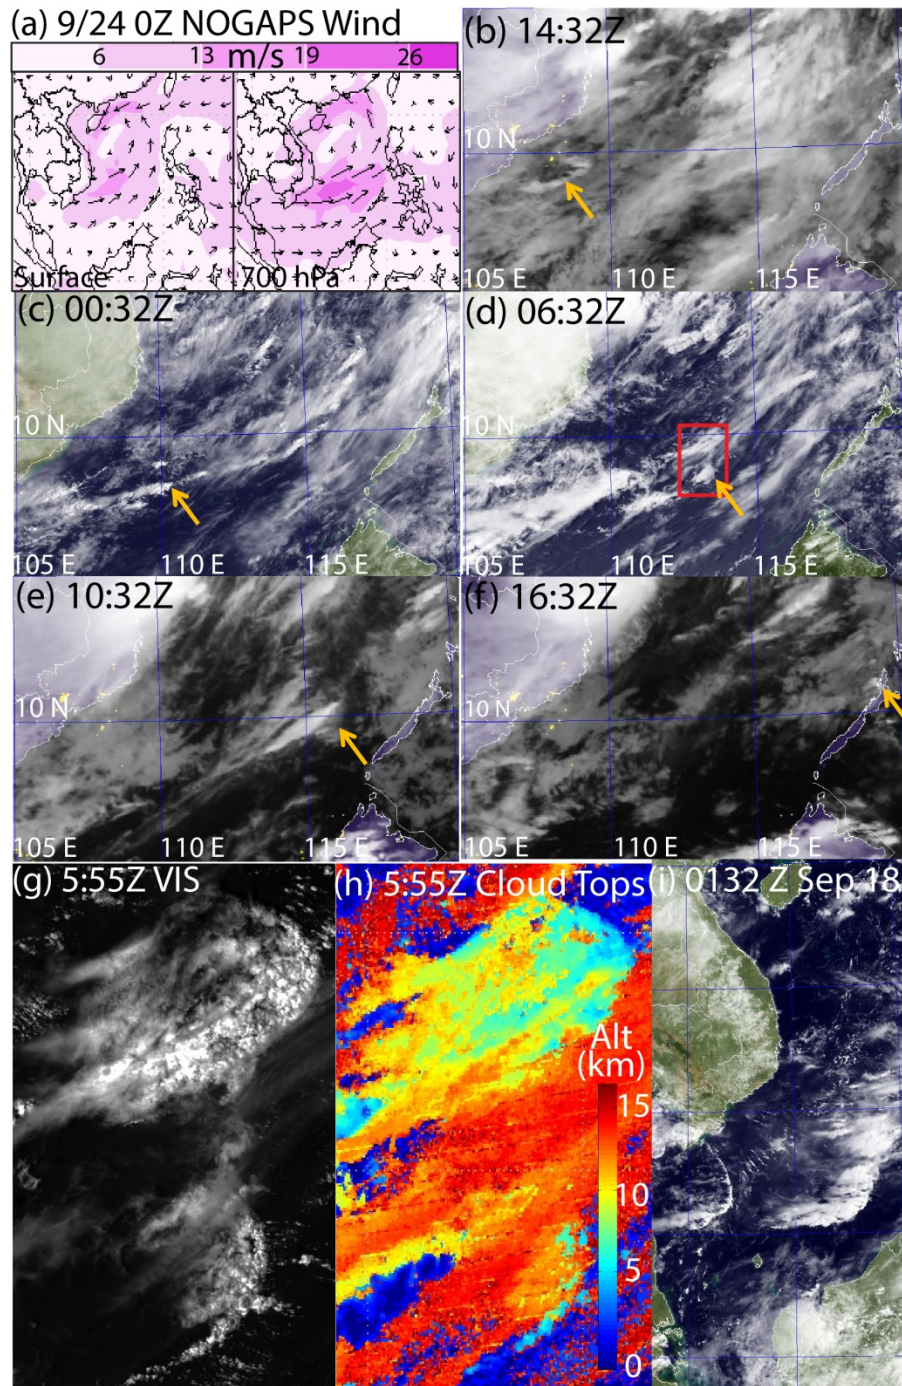 (a) 9/24 0Z NOGAPS Wind
6 13 m/s 19 26
Surface
700 hPa
(b) 14:32Z
10 N
105 E 110 E 115 E
(c) 00:32Z
10 N
105 E 110 E 115 E
(d) 06:32Z
10 N
105 E 110 E 115 E
(e) 10:32Z
10 N
105 E 110 E 115 E
(f) 16:32Z
10 N
105 E 110 E 115 E
(g) 5:55Z VIS
(h) 5:55Z Cloud Tops
Alt
(km)
15
10
5
0
(i) 0132 Z Sep 18